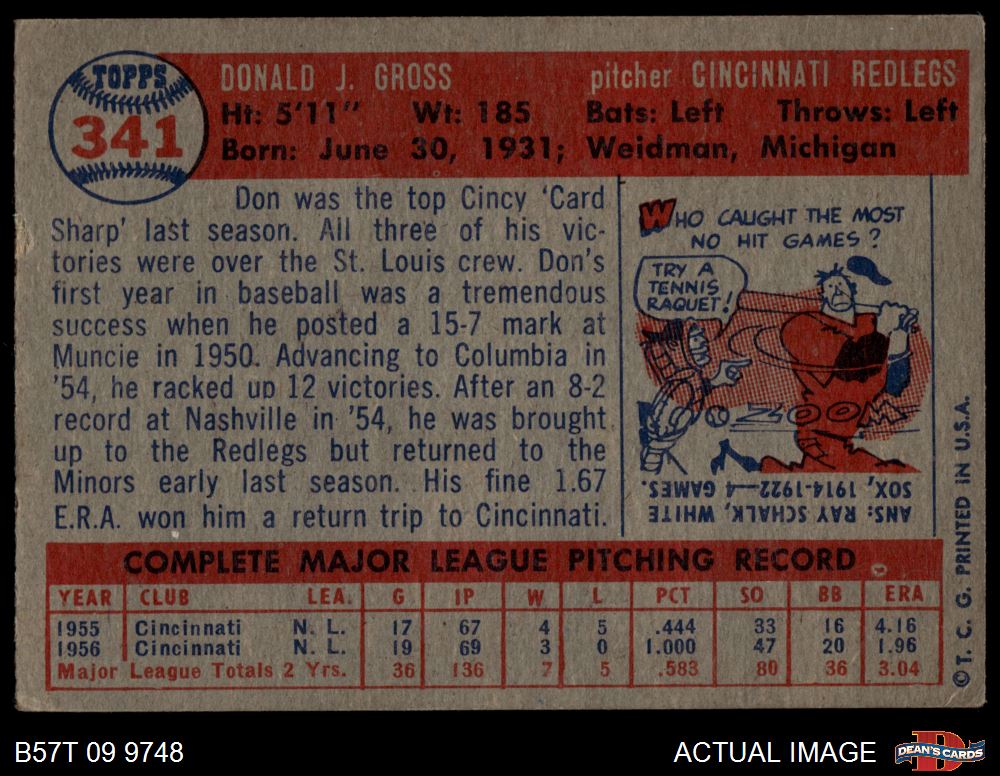 TOPPS
341
DONALD J. GROSS pitcher CINCINNATI REDLEGS
Ht: 5'11" Wt: 185 Bats: Left Throws: Left
Born: June 30, 1931; Weidman, Michigan
Don was the top Cincy 'Card
Sharp' last season. All three of his vic-
tories were over the St. Louis crew. Don's
first year in baseball was a tremendous
success when he posted a 15-7 mark at
Muncie in 1950. Advancing to Columbia in
'54, he racked up 12 victories. After an 8-2
record at Nashville in '54, he was brought
up to the Redlegs but returned to the
Minors early last season. His fine 1.67
E.R.A. won him a return trip to Cincinnati.
WHO CAUGHT THE MOST
NO HIT GAMES?
TRY A
TENNIS
RAQUET!
ZOOM
ANS: RAY SCHALK, WHITE
SOX, 1914-1922—4 GAMES.
COMPLETE MAJOR LEAGUE PITCHING RECORD
YEAR CLUB LEA. G IP W L PCT SO BB ERA
1955 Cincinnati N. L. 17 67 4 5 .444 33 16 4.16
1956 Cincinnati N. L. 19 69 3 0 1.000 47 20 1.96
Major League Totals 2 Yrs. 36 136 7 5 .583 80 36 3.04
©T. C. G. PRINTED IN U.S.A.
B57T 09 9748
ACTUAL IMAGE
DEAN'S CARDS